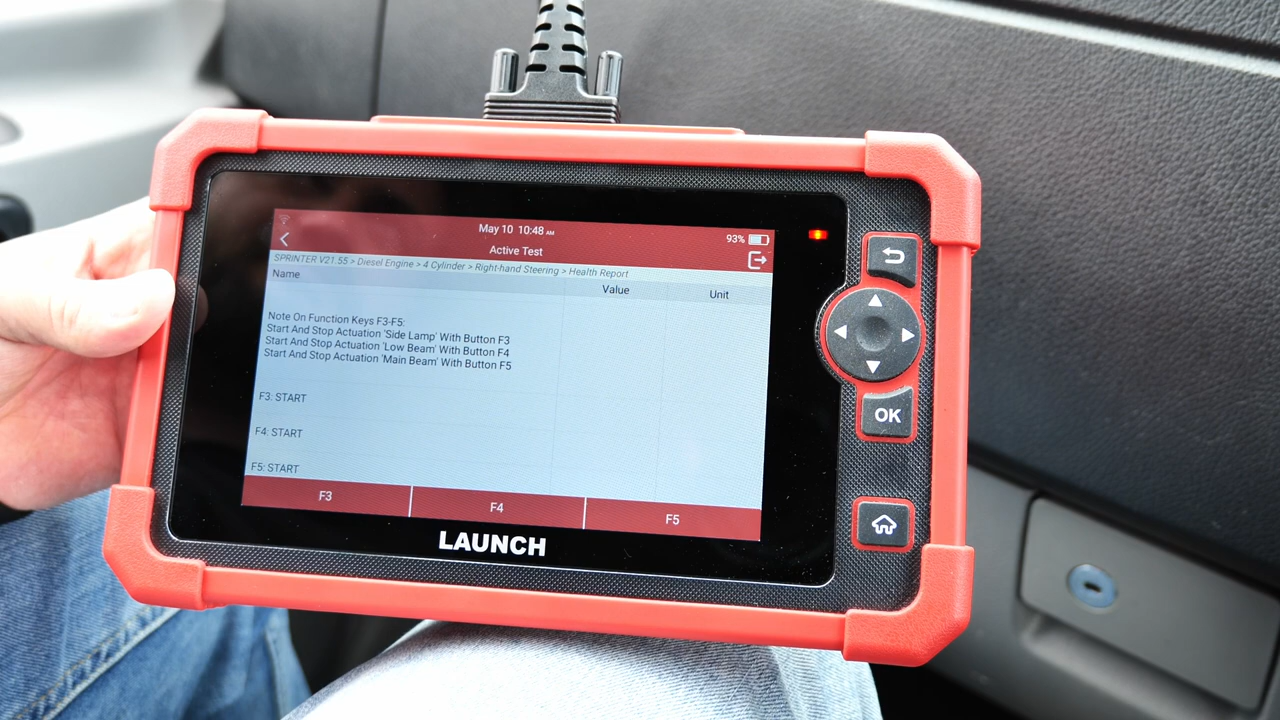 May 10 10:48 AM
93%
Active Test
SPRINTER V21.55 > Diesel Engine > 4 Cylinder > Right-hand Steering > Health Report
Name Value Unit
Note On Function Keys F3-F5:
Start And Stop Actuation 'Side Lamp' With Button F3
Start And Stop Actuation 'Low Beam' With Button F4
Start And Stop Actuation 'Main Beam' With Button F5
F3: START
F4: START
F5: START
F3 F4 F5
LAUNCH
OK